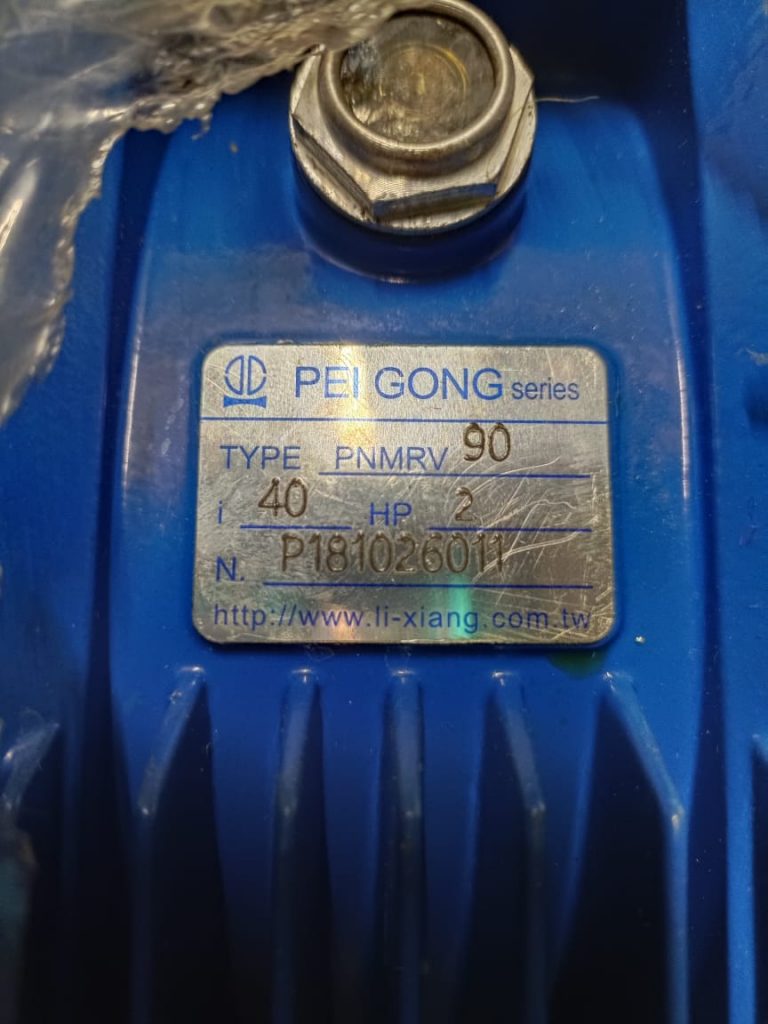 PEI GONG series
TYPE PNMRV 90
i 40 HP 2
N. P181026011
http://www.li-xiang.com.tw